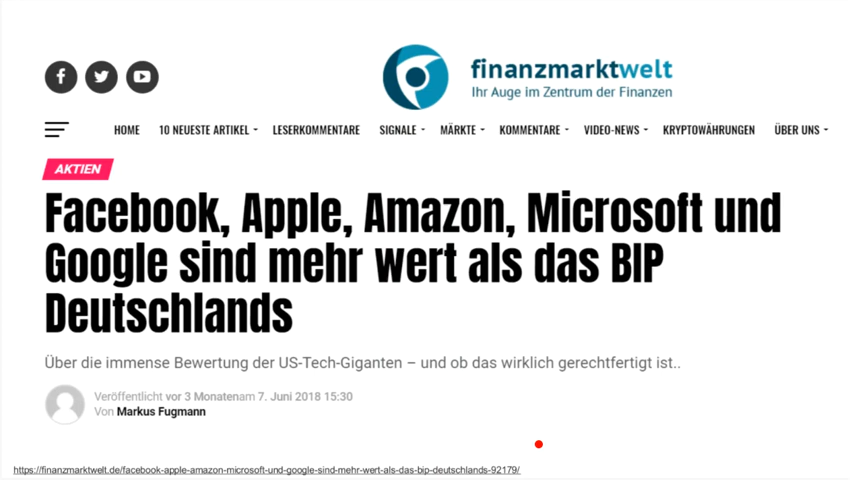 finanzmarktwelt
Ihr Auge im Zentrum der Finanzen
HOME 10 NEUESTE ARTIKEL LESERKOMMENTARE SIGNALE MÄRKTE KOMMENTARE VIDEO-NEWS KRYPTOWÄHRUNGEN ÜBER UNS
AKTIEN
Facebook, Apple, Amazon, Microsoft und
Google sind mehr wert als das BIP
Deutschlands
Über die immense Bewertung der US-Tech-Giganten – und ob das wirklich gerechtfertigt ist..
Veröffentlicht vor 3 Monatenam 7. Juni 2018 15:30
Von Markus Fugmann
https://finanzmarktwelt.de/facebook-apple-amazon-microsoft-und-google-sind-mehr-wert-als-das-bip-deutschlands-92179/